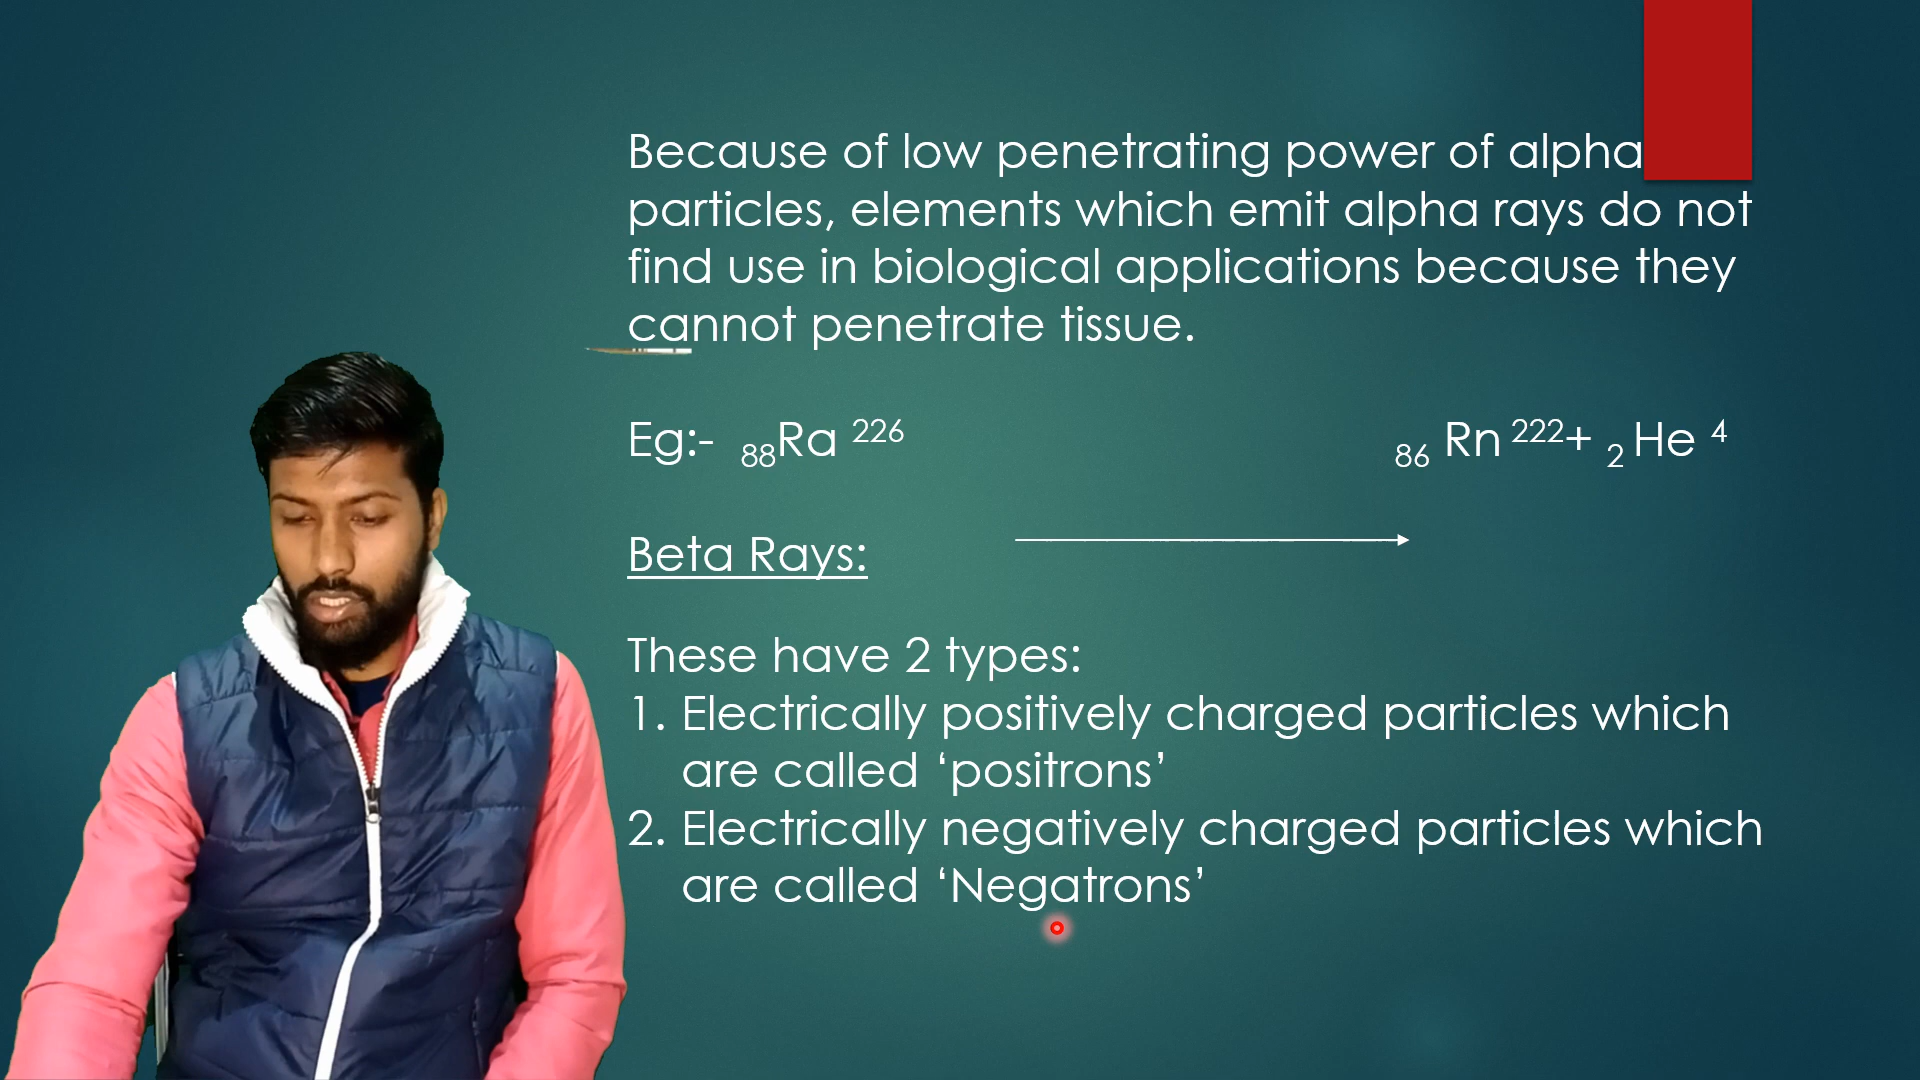 Because of low penetrating power of alpha
particles, elements which emit alpha rays do not
find use in biological applications because they
cannot penetrate tissue.
Eg:- ₈₈Ra ²²⁶ ₈₆ Rn ²²²+ ₂ He ⁴
Beta Rays:
These have 2 types:
1. Electrically positively charged particles which
are called ‘positrons’
2. Electrically negatively charged particles which
are called ‘Negatrons’